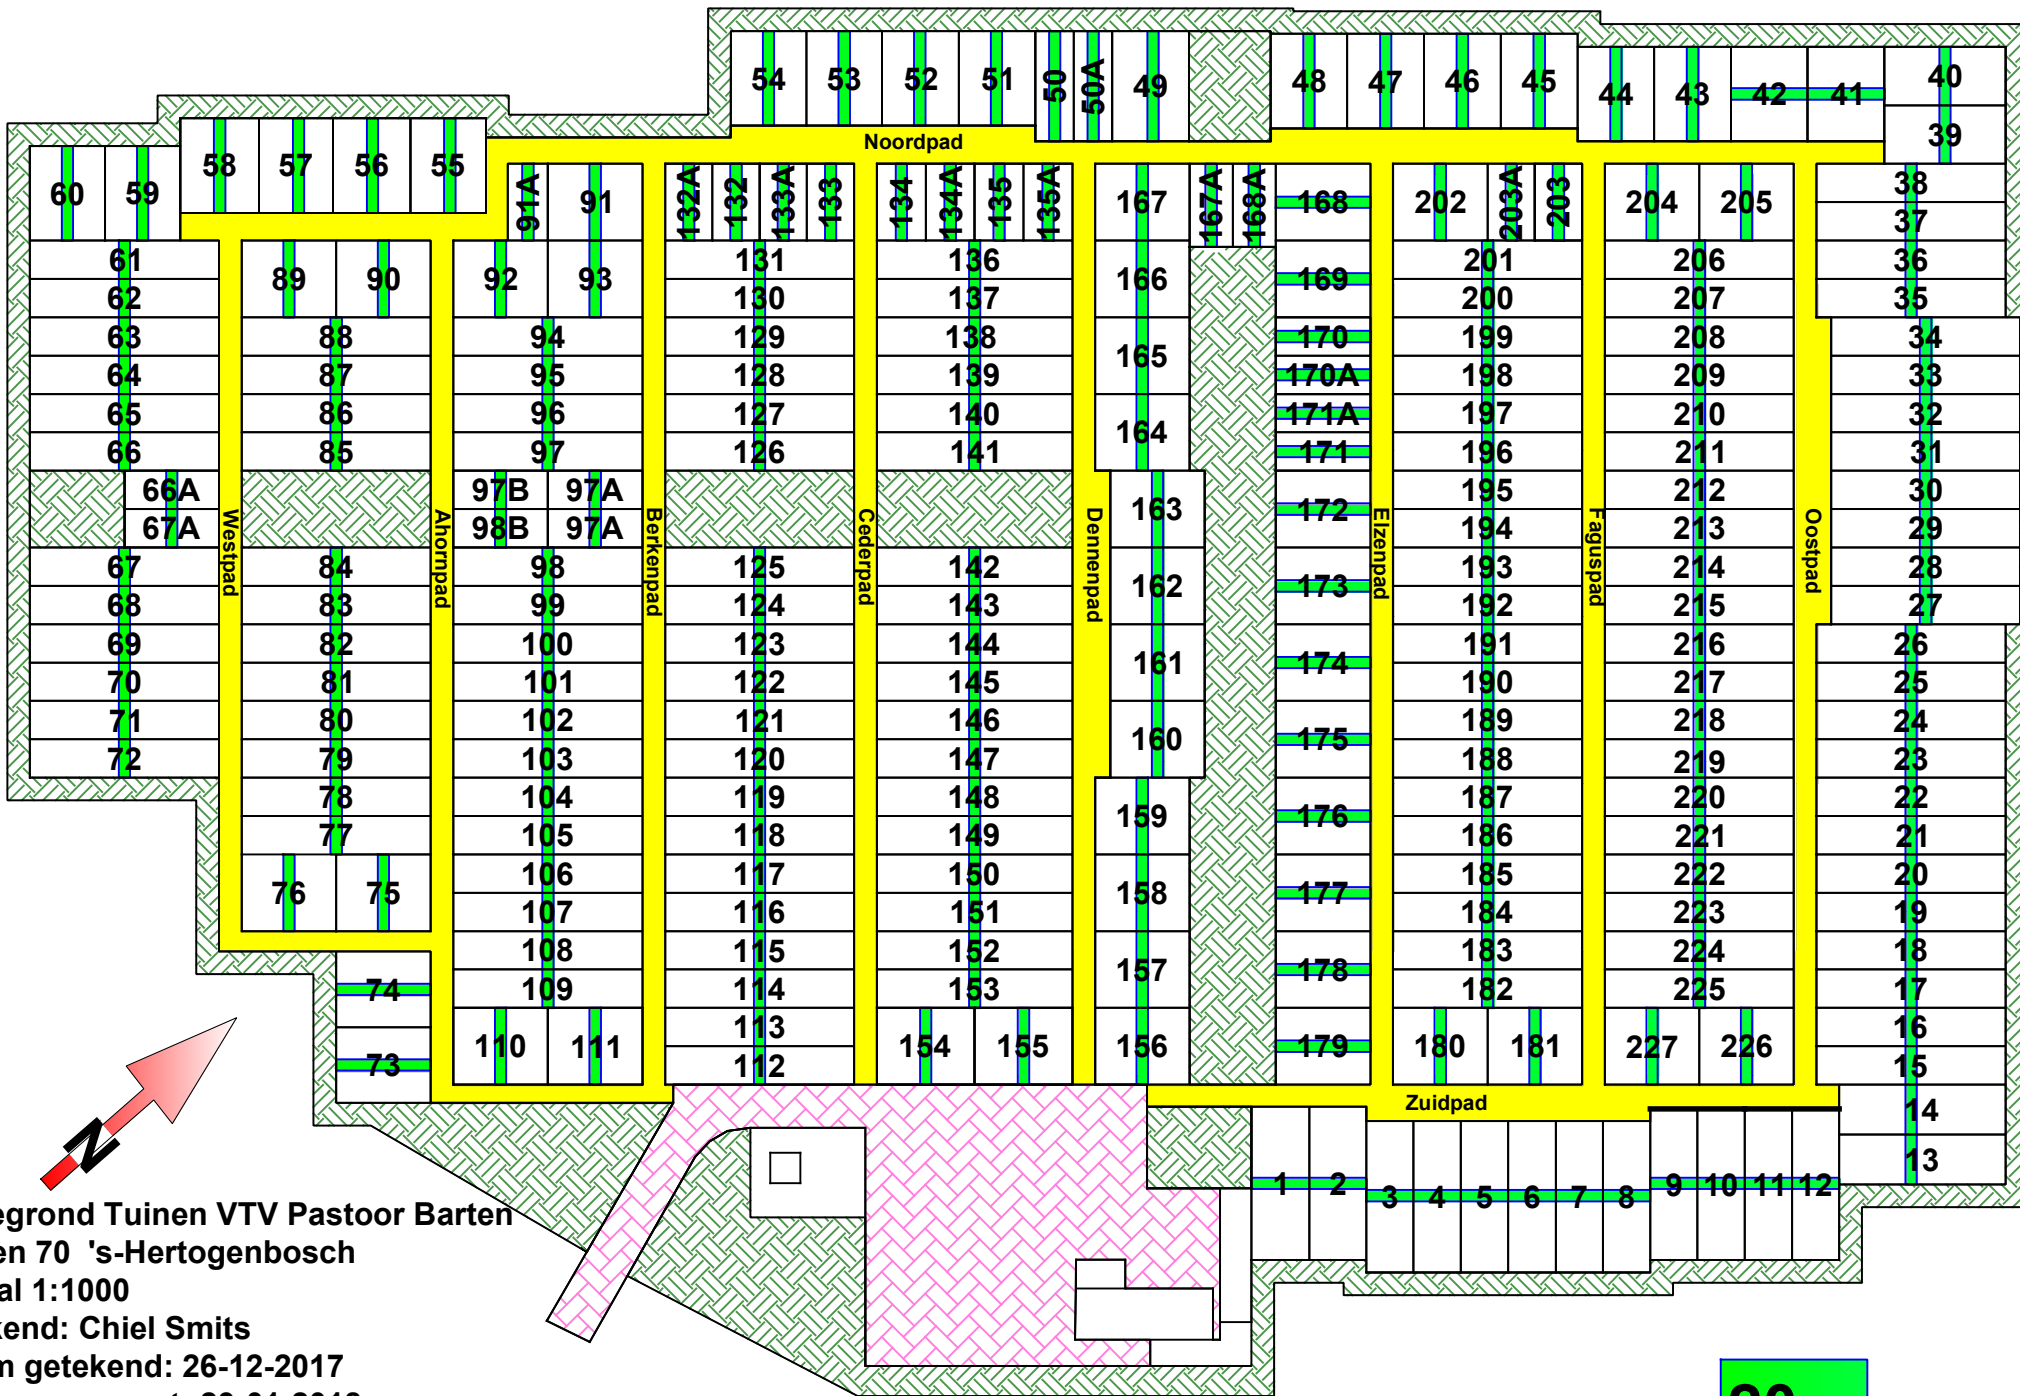 54 53 52 51 50 50A 49 48 47 46 45 44 43 42 41 40
39
Noordpad
60 59 58 57 56 55
91A 91 132A 132 133A 133 134 134A 135 135A 167 167A 168A 168 202 203A 203 204 205 38
37
61 89 90 92 93 131 136 166 169 201 206 36
62 130 137 200 207 35
63 88 94 129 138 165 170 199 208 34
64 87 95 128 139 170A 198 209 33
65 86 96 127 140 164 171A 197 210 32
66 85 97 126 141 171 196 211 31
66A 97B 97A 163 172 195 212 30
67A 98B 97A 194 213 29
Westpad Ahornpad Berkenpad Cederpad Dennenpad Elzenpad Faguspad Oostpad
67 84 98 125 142 162 173 193 214 28
68 83 99 124 143 192 215 27
69 82 100 123 144 161 174 191 216 26
70 81 101 122 145 190 217 25
71 80 102 121 146 160 175 189 218 24
72 79 103 120 147 188 219 23
78 104 119 148 159 176 187 220 22
77 105 118 149 186 221 21
76 75 106 117 150 158 177 185 222 20
107 116 151 184 223 19
108 115 152 157 178 183 224 18
74 109 114 153 182 225 17
73 110 111 113 154 155 156 179 180 181 227 226 16
112 15
Zuidpad
14
13
1 2 3 4 5 6 7 8 9 10 11 12
egrond Tuinen VTV Pastoor Barten
en 70 's-Hertogenbosch
al 1:1000
kend: Chiel Smits
m getekend: 26-12-2017
N